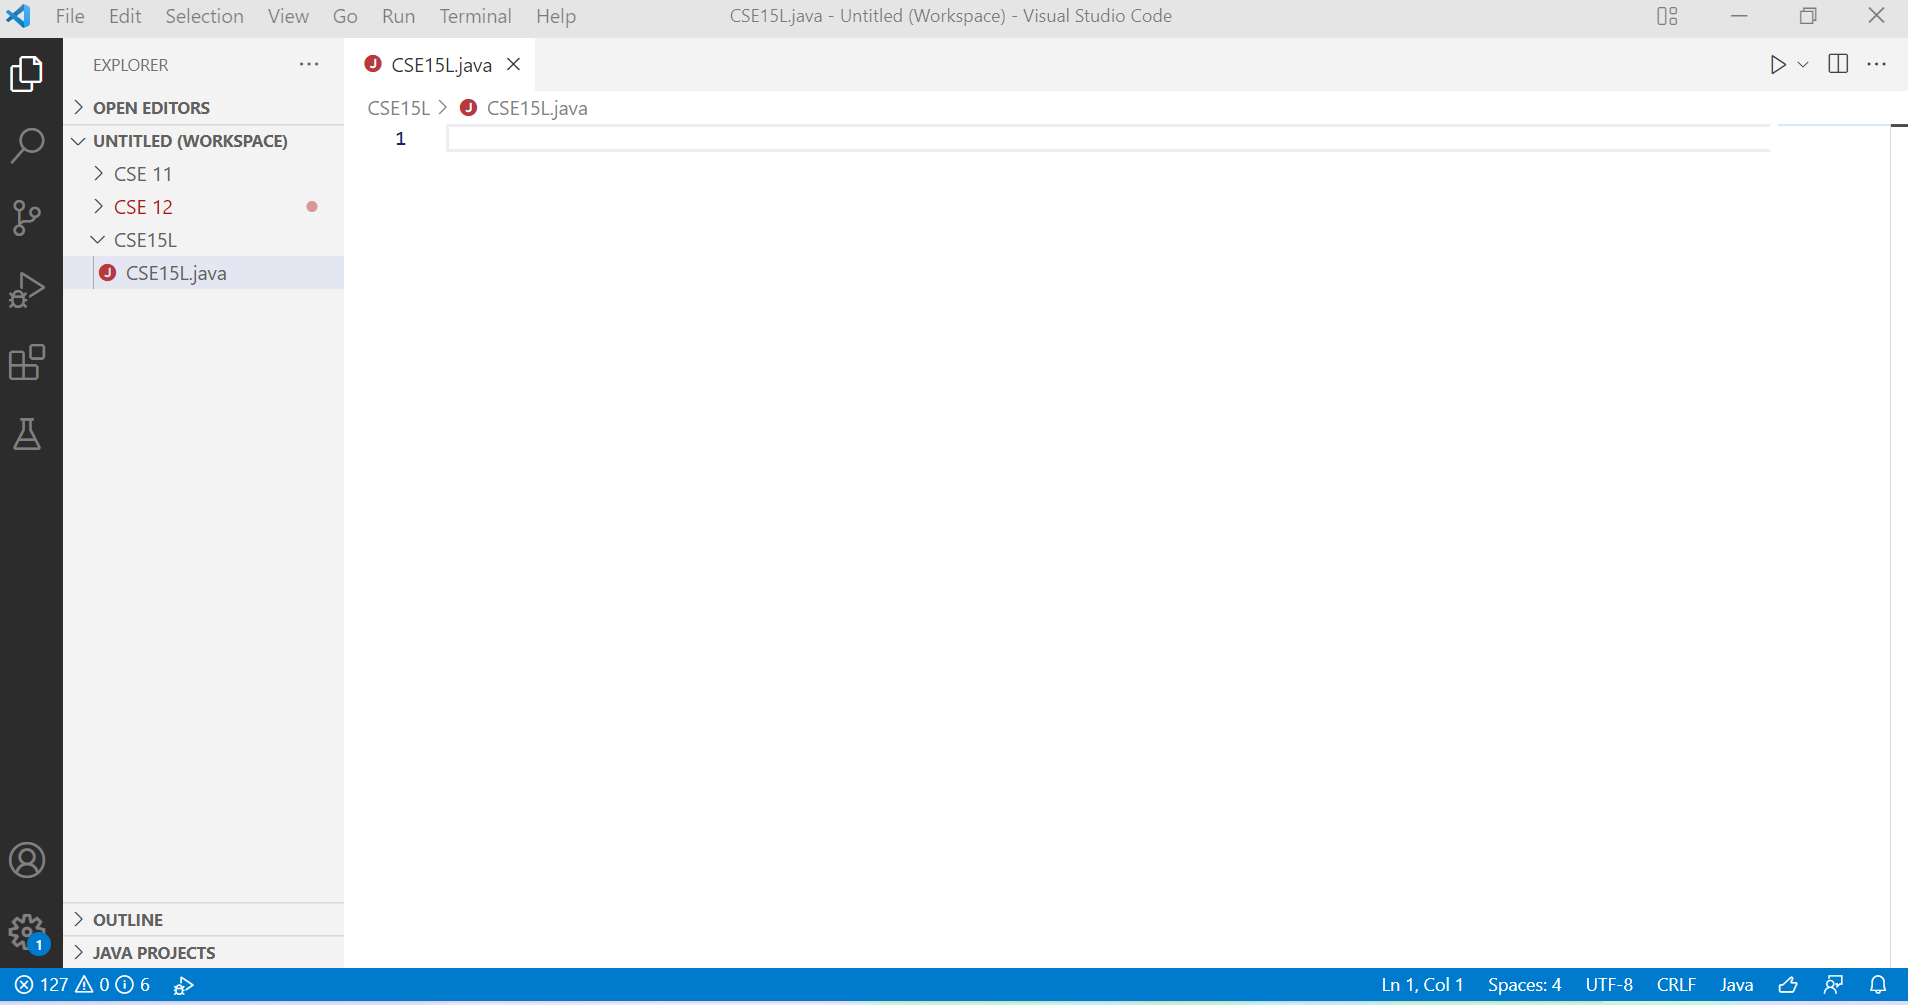 File Edit Selection View Go Run Terminal Help
CSE15L.java - Untitled (Workspace) - Visual Studio Code
EXPLORER
OPEN EDITORS
UNTITLED (WORKSPACE)
CSE 11
CSE 12
CSE15L
J CSE15L.java
J CSE15L.java
CSE15L > J CSE15L.java
1
OUTLINE
JAVA PROJECTS
1
127 0 6
Ln 1, Col 1 Spaces: 4 UTF-8 CRLF Java